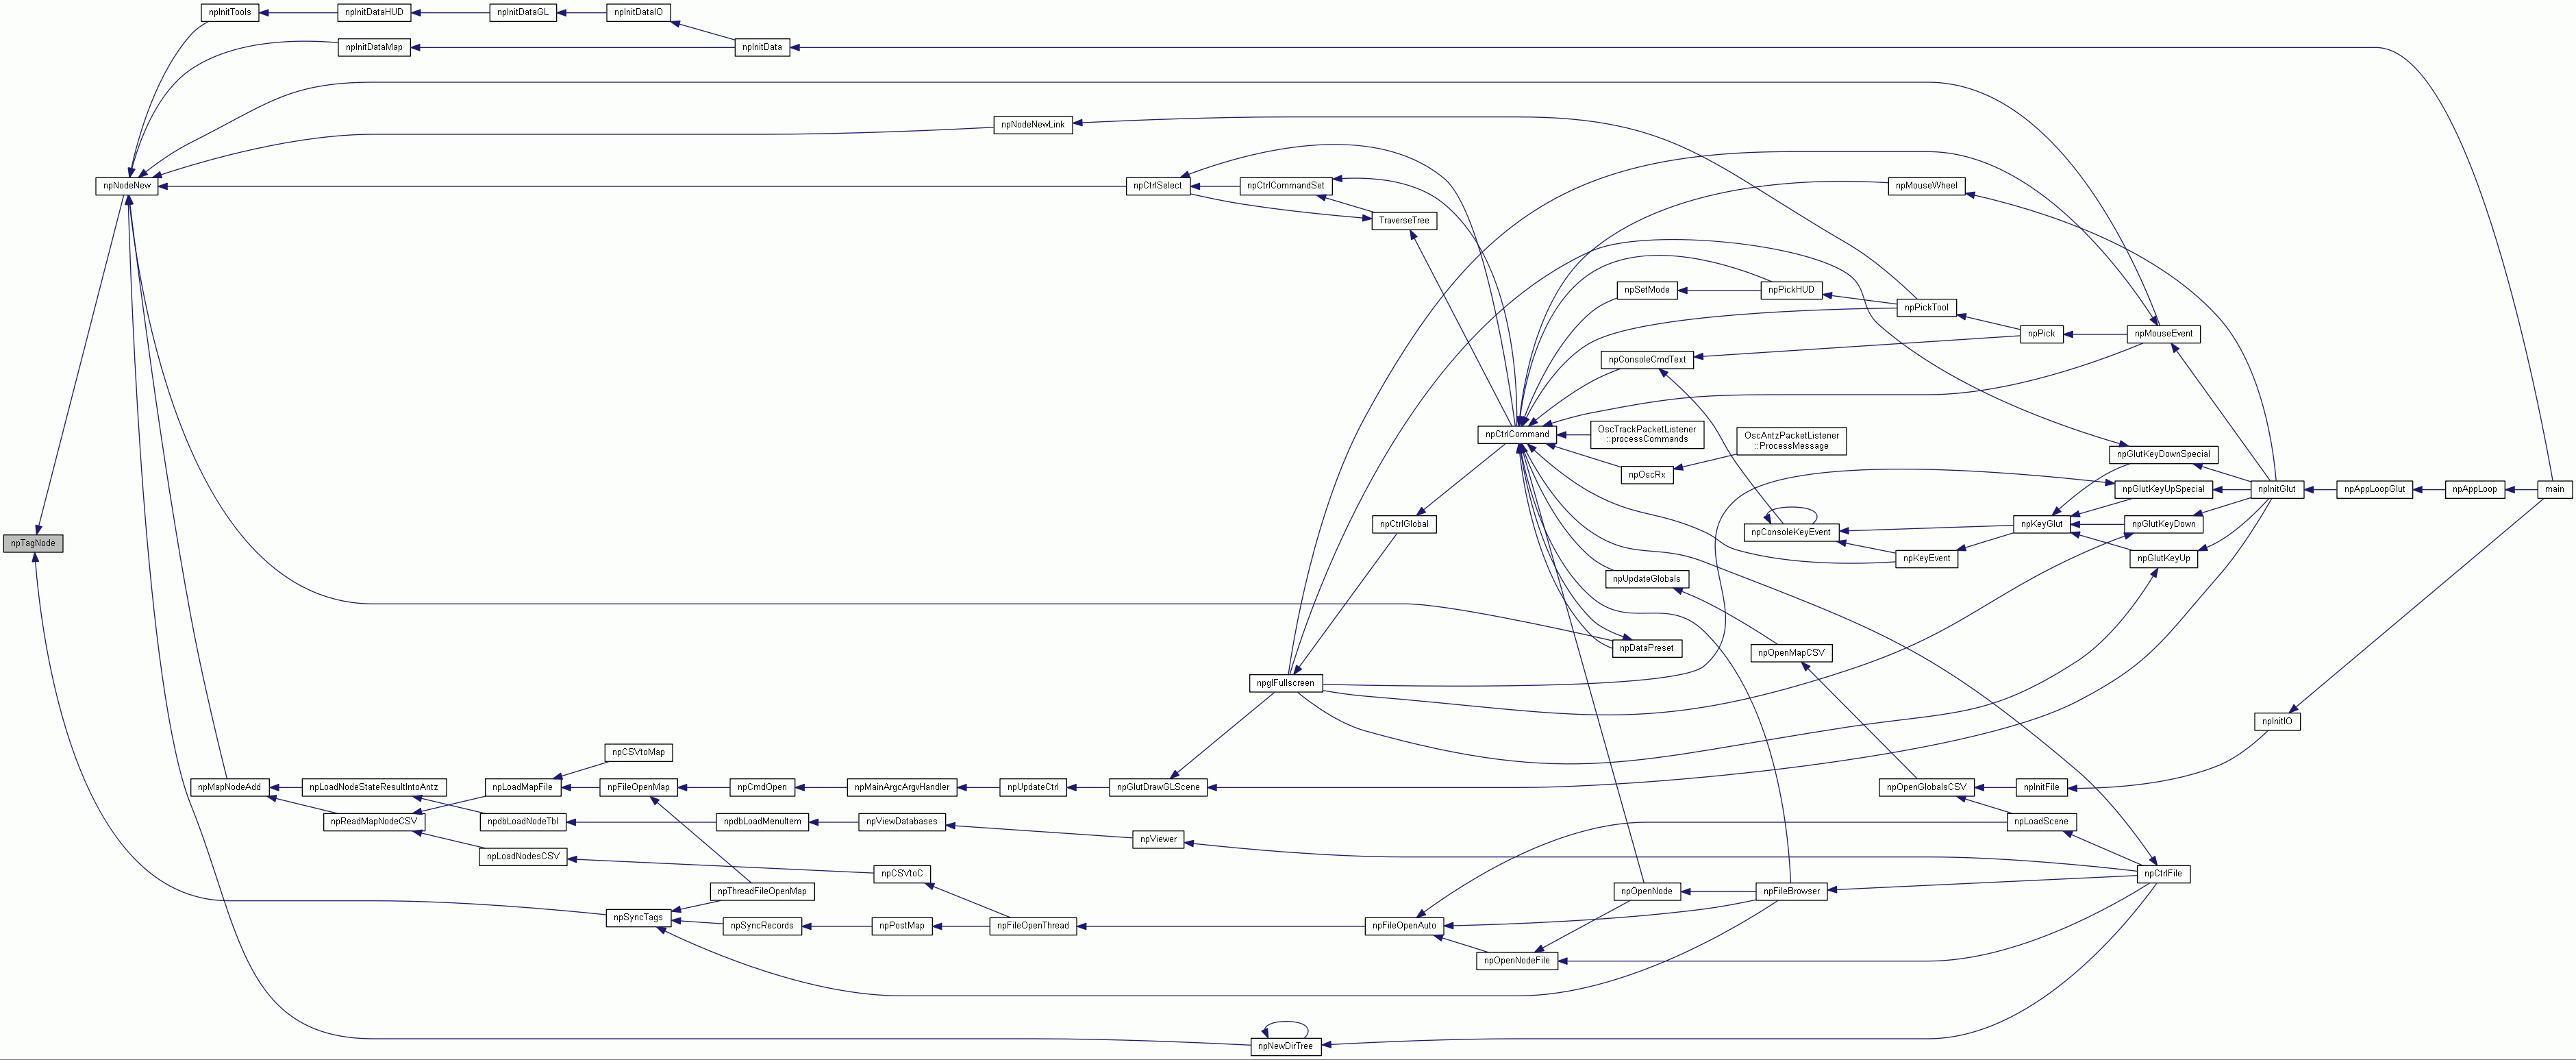 npInitTools
npInitDataHUD
npInitDataGL
npInitDataIO
npInitDataMap
npInitData
npNodeNewLink
npNodeNew
npCtrlSelect
npCtrlCommandSet
npMouseWheel
TraverseTree
npSetMode
npPickHUD
npPickTool
npPick
npMouseEvent
npConsoleCmdText
npCtrlCommand
OscTrackPacketListener
::processCommands
OscAntzPacketListener
::ProcessMessage
npGlutKeyDownSpecial
npOscRx
npGlutKeyUpSpecial
npInitGlut
npAppLoopGlut
npAppLoop
main
npCtrlGlobal
npConsoleKeyEvent
npKeyGlut
npGlutKeyDown
npTagNode
npKeyEvent
npGlutKeyUp
npUpdateGlobals
npDataPreset
npOpenMapCSV
npglFullscreen
npInitIO
npCSVtoMap
npMapNodeAdd
npLoadNodeStateResultIntoAntz
npLoadMapFile
npFileOpenMap
npCmdOpen
npMainArgcArgvHandler
npUpdateCtrl
npGlutDrawGLScene
npOpenGlobalsCSV
npInitFile
npReadMapNodeCSV
npdbLoadNodeTbl
npdbLoadMenuItem
npViewDatabases
npViewer
npLoadScene
npLoadNodesCSV
npCSVtoC
npCtrlFile
npThreadFileOpenMap
npOpenNode
npFileBrowser
npSyncTags
npSyncRecords
npPostMap
npFileOpenThread
npFileOpenAuto
npOpenNodeFile
npNewDirTree